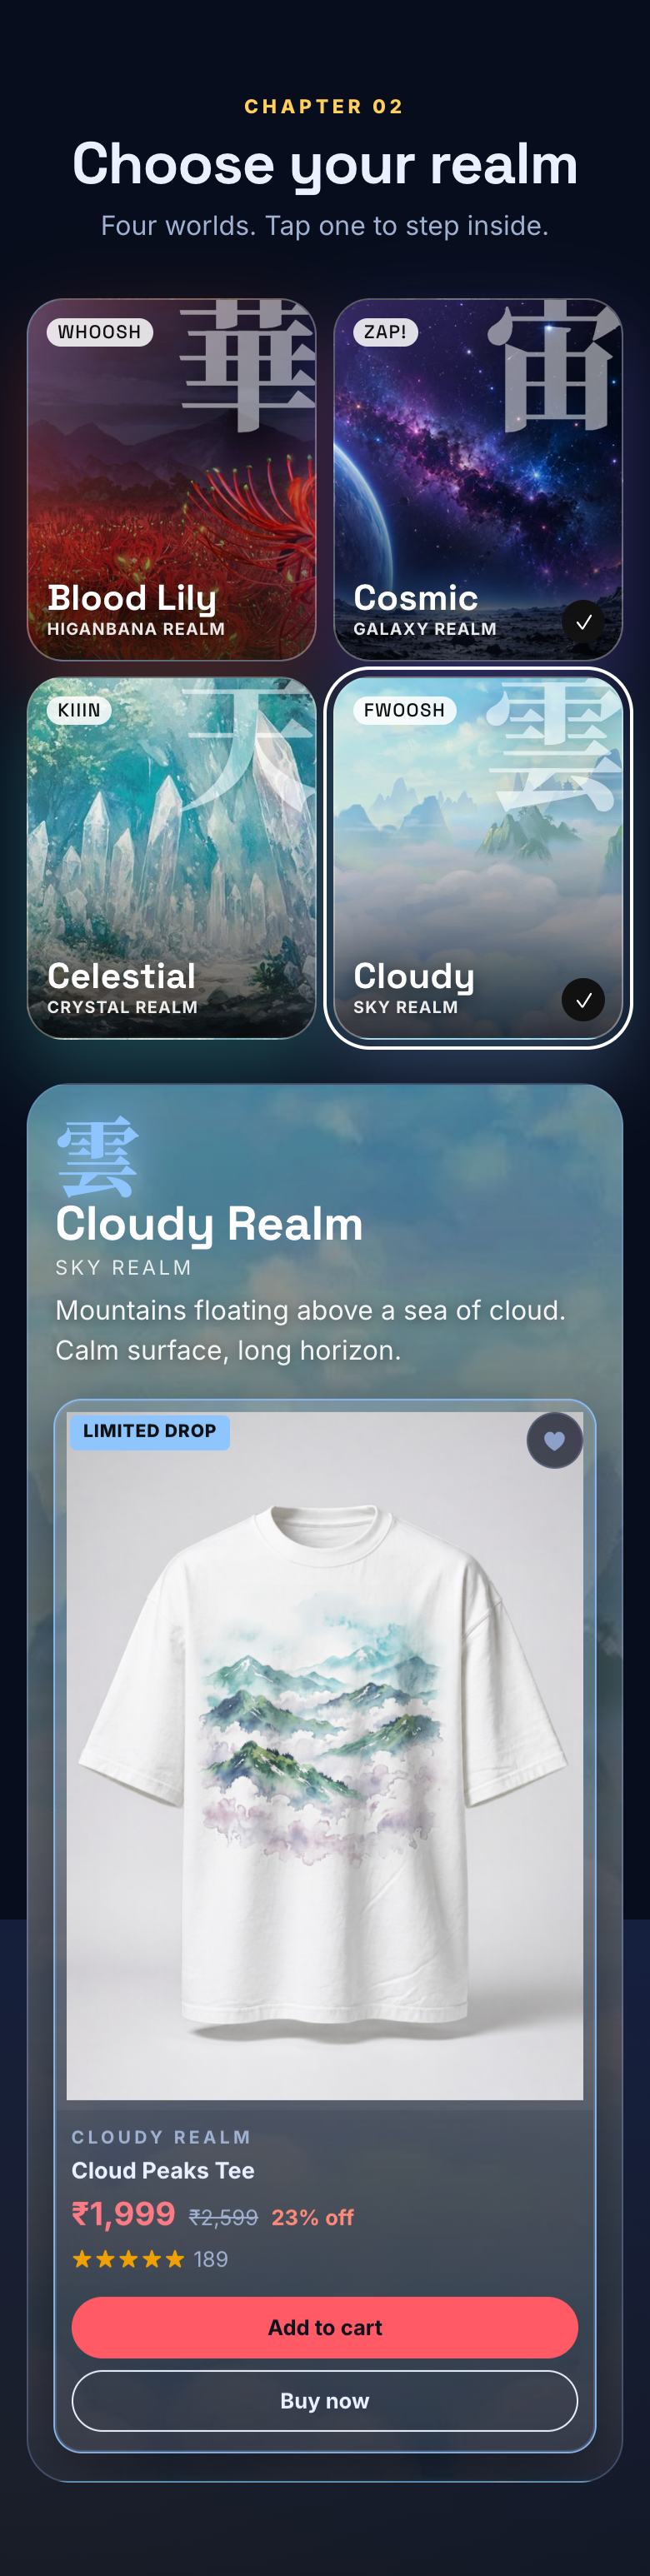 CHAPTER 02
Choose your realm
Four worlds. Tap one to step inside.
WHOOSH
華
Blood Lily
HIGANBANA REALM
ZAP!
宙
Cosmic
GALAXY REALM
KIIIN
天
Celestial
CRYSTAL REALM
FWOOSH
雲
Cloudy
SKY REALM
雲
Cloudy Realm
SKY REALM
Mountains floating above a sea of cloud.
Calm surface, long horizon.
LIMITED DROP
CLOUDY REALM
Cloud Peaks Tee
₹1,999 ₹2,599 23% off
189
Add to cart
Buy now